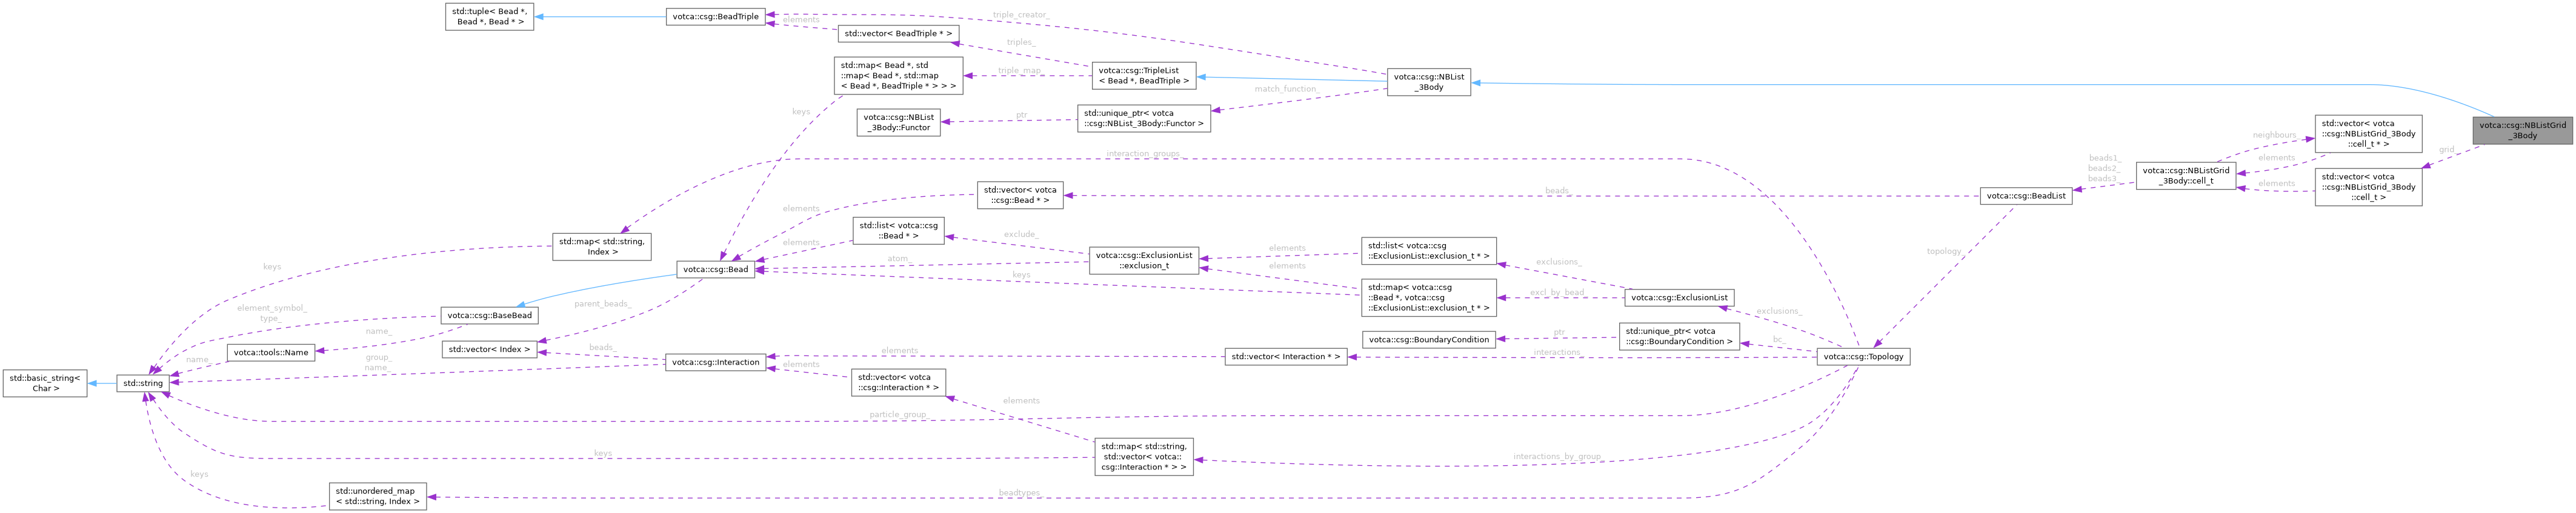 std::tuple< Bead *,
Bead *, Bead * >
votca::csg::BeadTriple
elements
std::vector< BeadTriple * >
triple_creator_
triples_
std::map< Bead *, std
::map< Bead *, std::map
< Bead *, BeadTriple * > > >
triple_map_
votca::csg::TripleList
< Bead *, BeadTriple >
votca::csg::NBList
_3Body
match_function_
keys
votca::csg::NBList
_3Body::Functor
ptr
std::unique_ptr< votca
::csg::NBList_3Body::Functor >
votca::csg::NBListGrid
_3Body
grid_
std::vector< votca
::csg::NBListGrid_3Body
::cell_t * >
neighbours_
elements
std::vector< votca
::csg::NBListGrid_3Body
::cell_t >
elements
votca::csg::NBListGrid
_3Body::cell_t
beads1_
beads2_
beads3_
votca::csg::BeadList
interaction_groups_
beads_
std::vector< votca
::csg::Bead * >
elements
std::list< votca::csg
::Bead * >
elements
exclude_
std::map< std::string,
Index >
keys
votca::csg::Bead
atom_
keys
votca::csg::ExclusionList
::exclusion_t
elements
elements
std::list< votca::csg
::ExclusionList::exclusion_t * >
exclusions_
std::map< votca::csg
::Bead *, votca::csg
::ExclusionList::exclusion_t * >
excl_by_bead_
votca::csg::ExclusionList
exclusions_
topology_
element_symbol_
type_
votca::csg::BaseBead
parent_beads_
name_
votca::tools::Name
name_
std::vector< Index >
beads_
group_
name_
votca::csg::Interaction
elements
elements
std::vector< votca
::csg::Interaction * >
std::vector< Interaction * >
votca::csg::BoundaryCondition
ptr
std::unique_ptr< votca
::csg::BoundaryCondition >
bc_
interactions_
votca::csg::Topology
std::basic_string<
Char >
std::string
particle_group_
elements
keys
std::map< std::string,
std::vector< votca::
csg::Interaction * > >
interactions_by_group_
keys
std::unordered_map
< std::string, Index >
beadtypes_